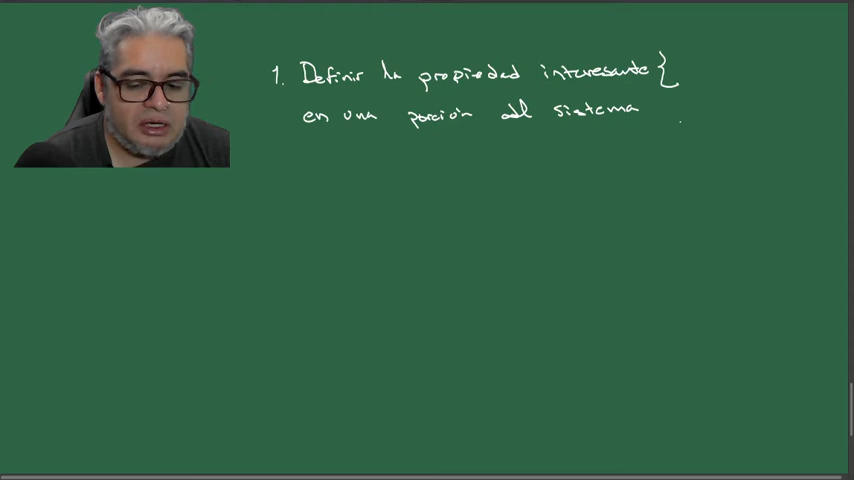 1. Definir la propiedad interesante {
en una porción del sistema